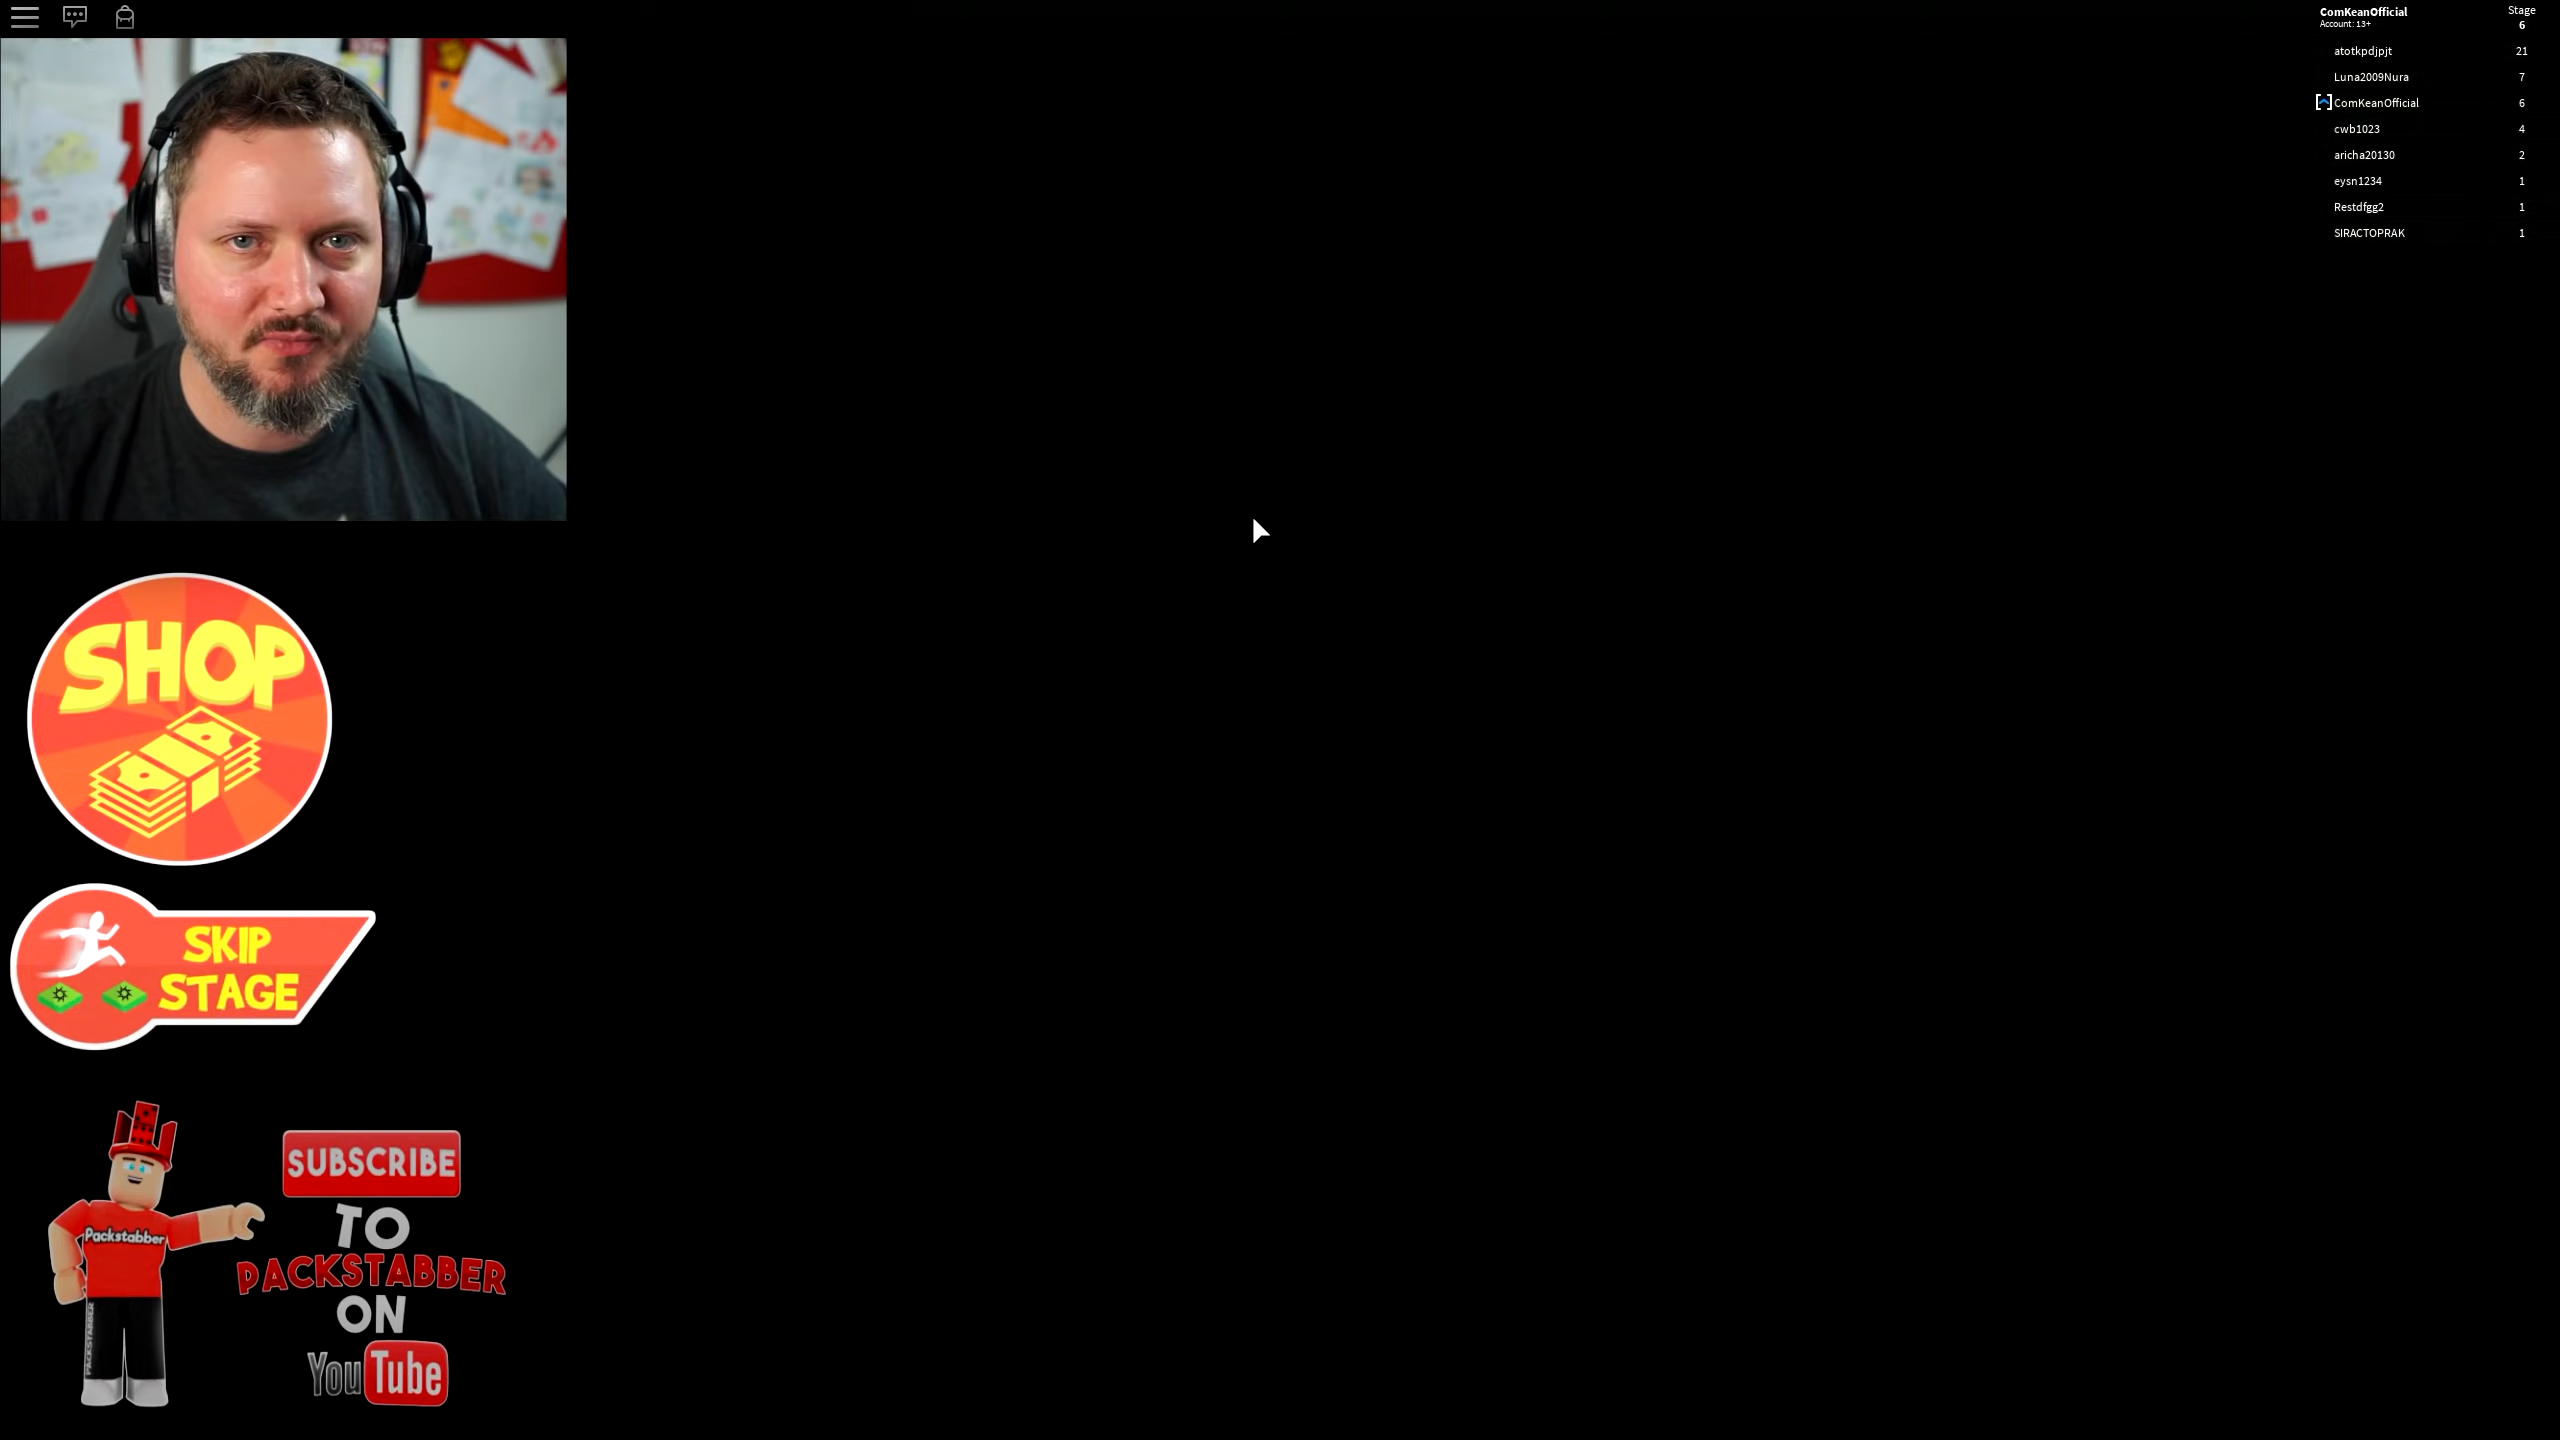 ComKeanOfficial
Account: 13+
Stage
6
atotkpdjpjt 21
Luna2009Nura 7
ComKeanOfficial 6
cwb1023 4
aricha20130 2
eysn1234 1
Restdfgg2 1
SIRACTOPRAK 1
SHOP
SKIP
STAGE
Packstabber
PACKSTABBER
SUBSCRIBE
TO
PACKSTABBER
ON
YouTube